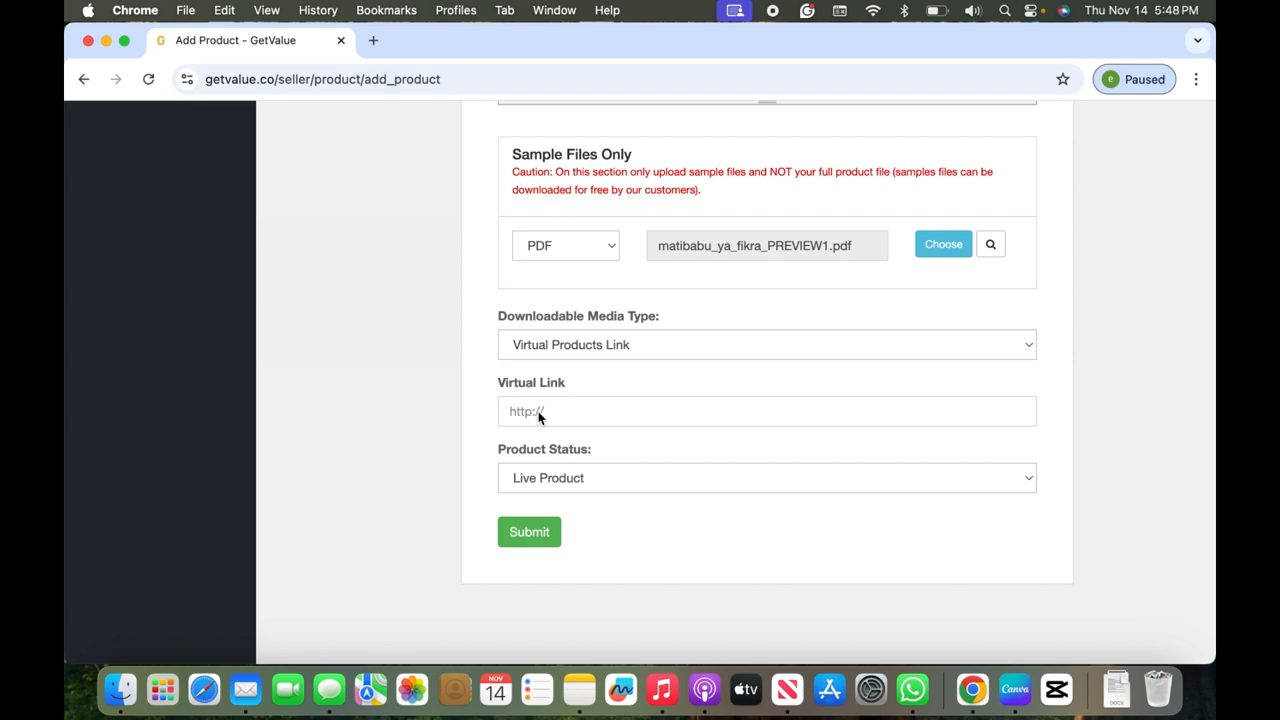 Chrome File Edit View History Bookmarks Profiles Tab Window Help Thu Nov 14 5:48 PM
Add Product - GetValue
getvalue.co/seller/product/add_product
e Paused
Sample Files Only
Caution: On this section only upload sample files and NOT your full product file (samples files can be
downloaded for free by our customers).
PDF matibabu_ya_fikra_PREVIEW1.pdf Choose
Downloadable Media Type:
Virtual Products Link
Virtual Link
http://
Product Status:
Live Product
Submit
NOV
14
tv
Canva
DOCX